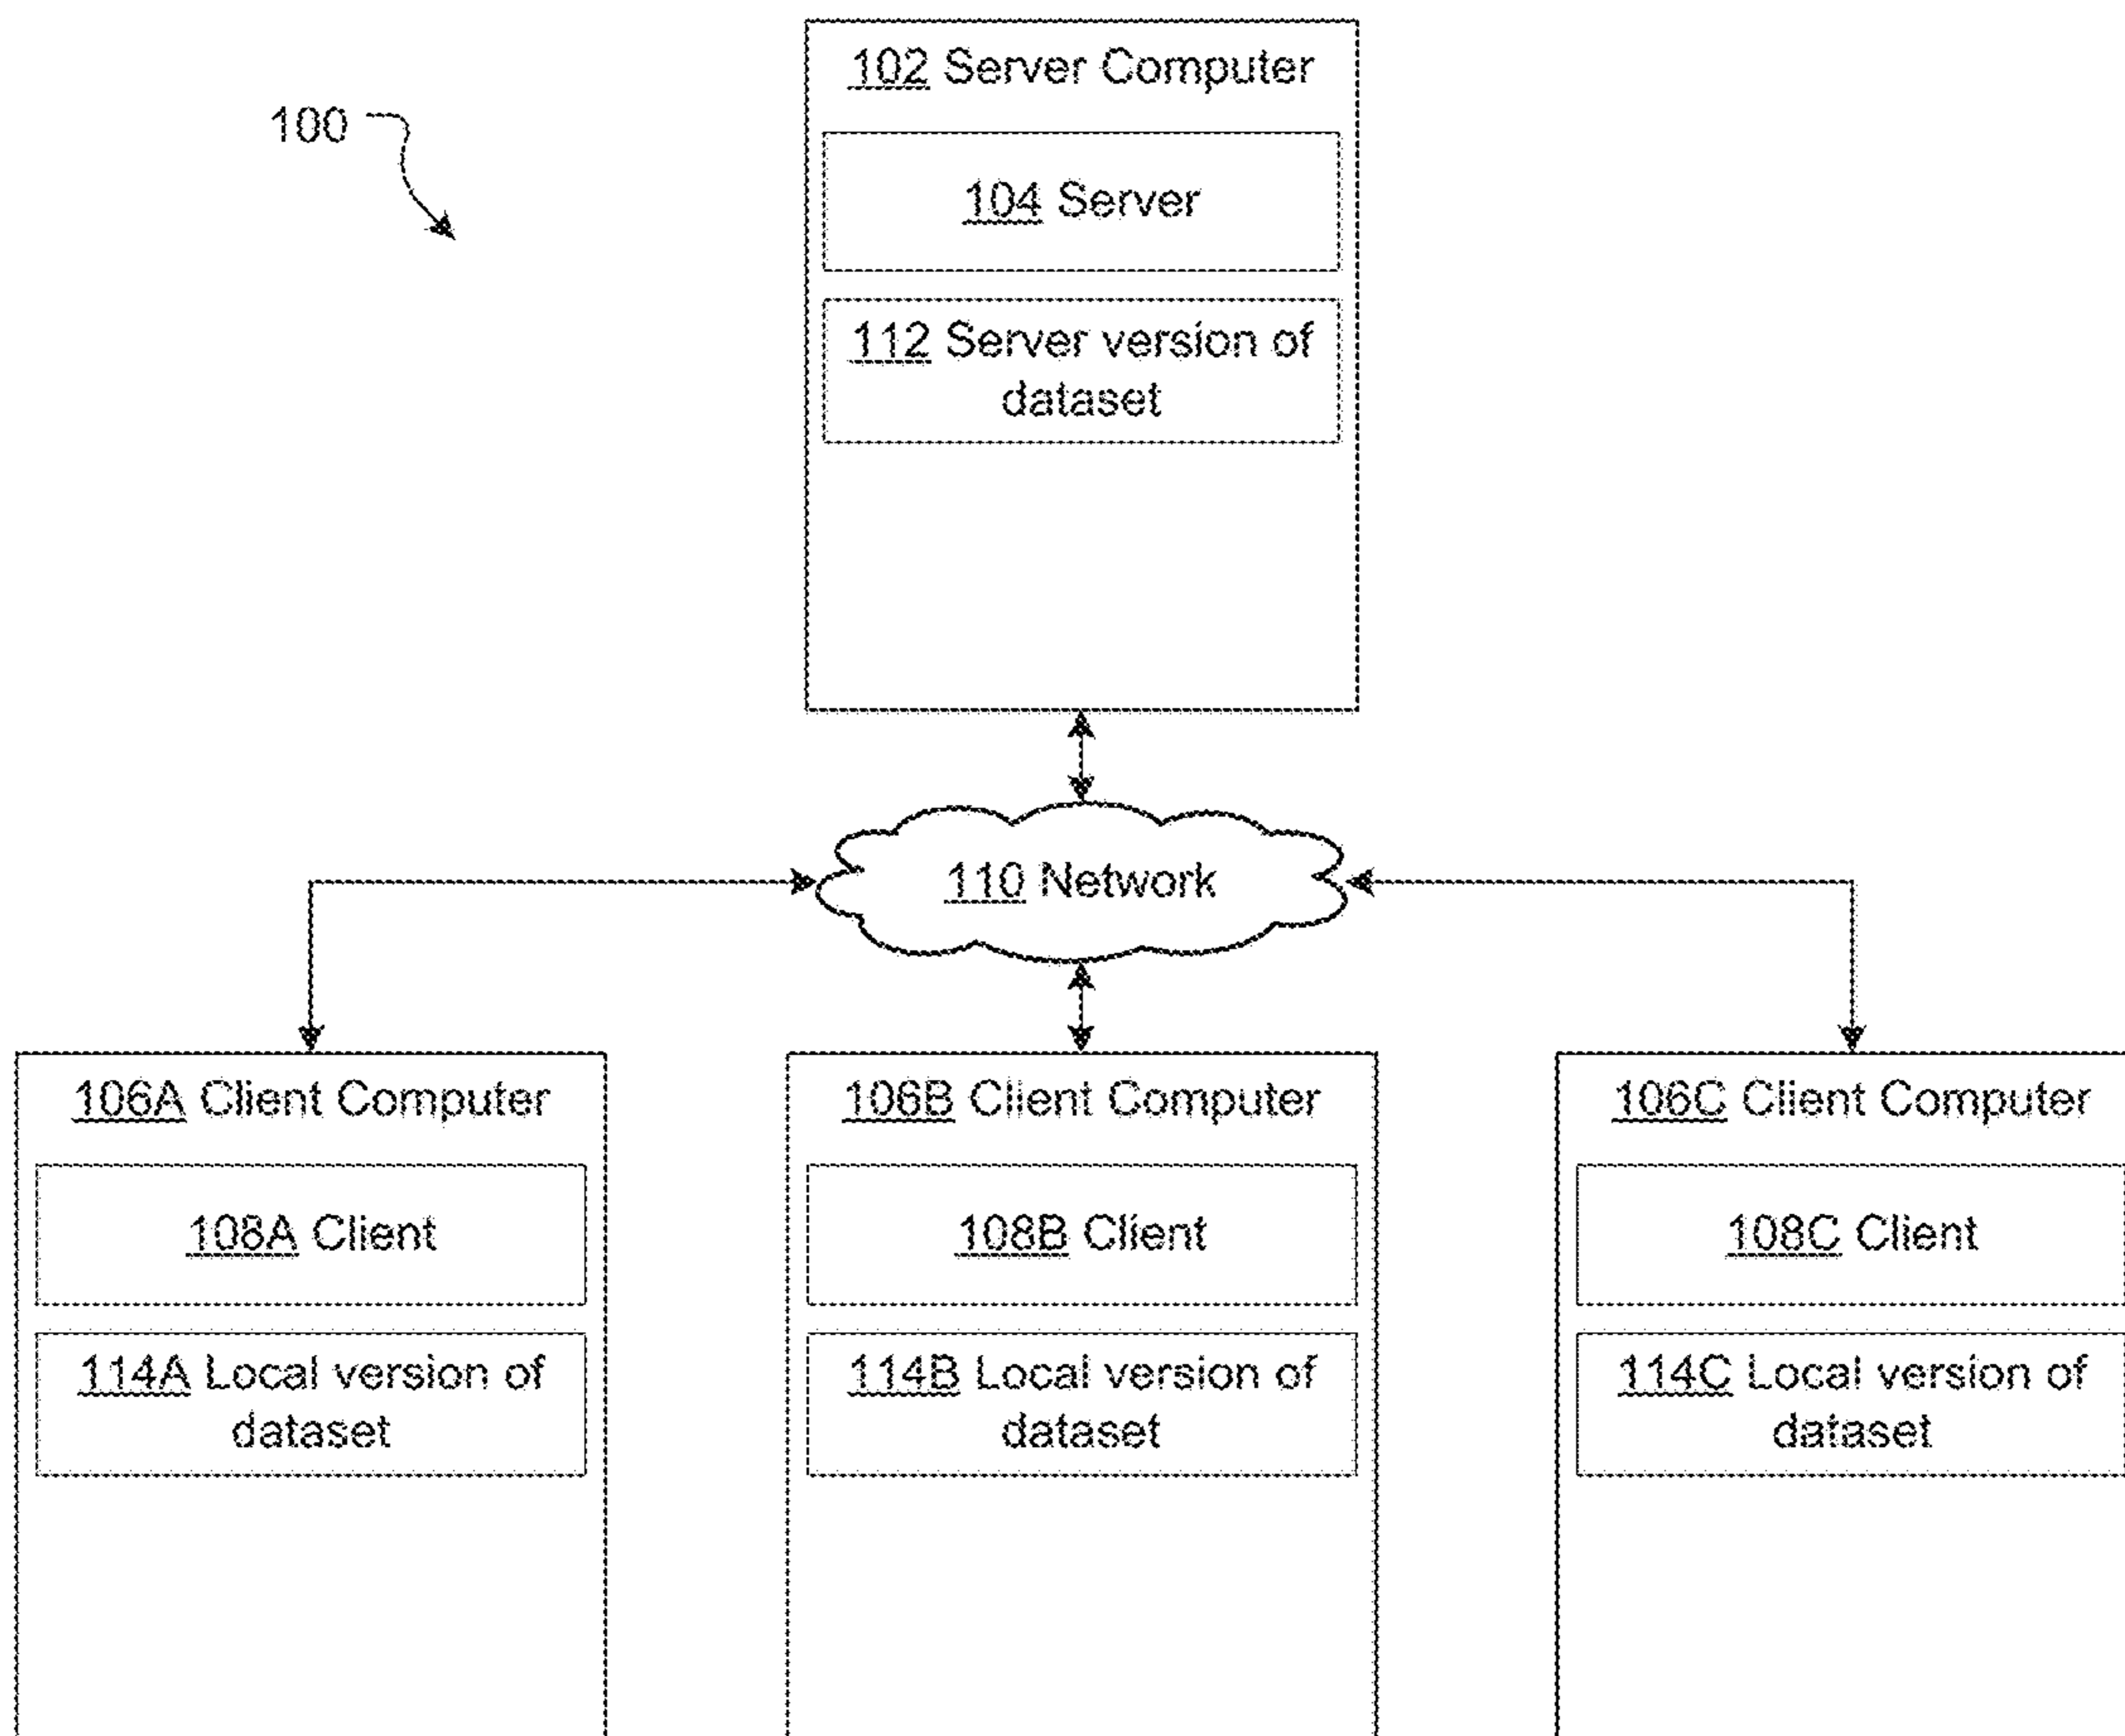 102 Server Computer
100
104 Server
112 Server version of
dataset
110 Network
106A Client Computer
108A Client
114A Local version of
dataset
106B Client Computer
108B Client
114B Local version of
dataset
106C Client Computer
108C Client
114C Local version of
dataset